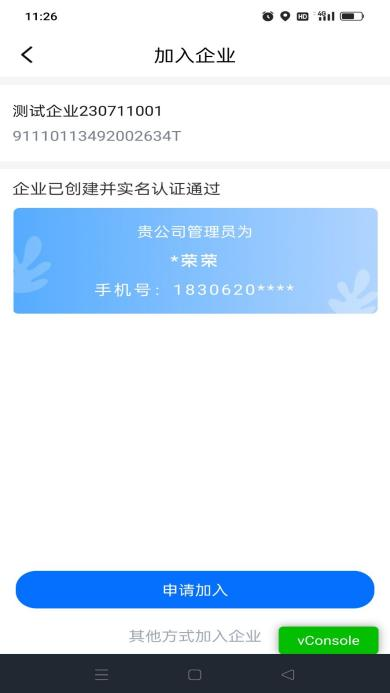 11:26
HD 4G
加入企业
测试企业230711001
91110113492002634T
企业已创建并实名认证通过
贵公司管理员为
*荣荣
手机号：1830620****
申请加入
其他方式加入企业
vConsole